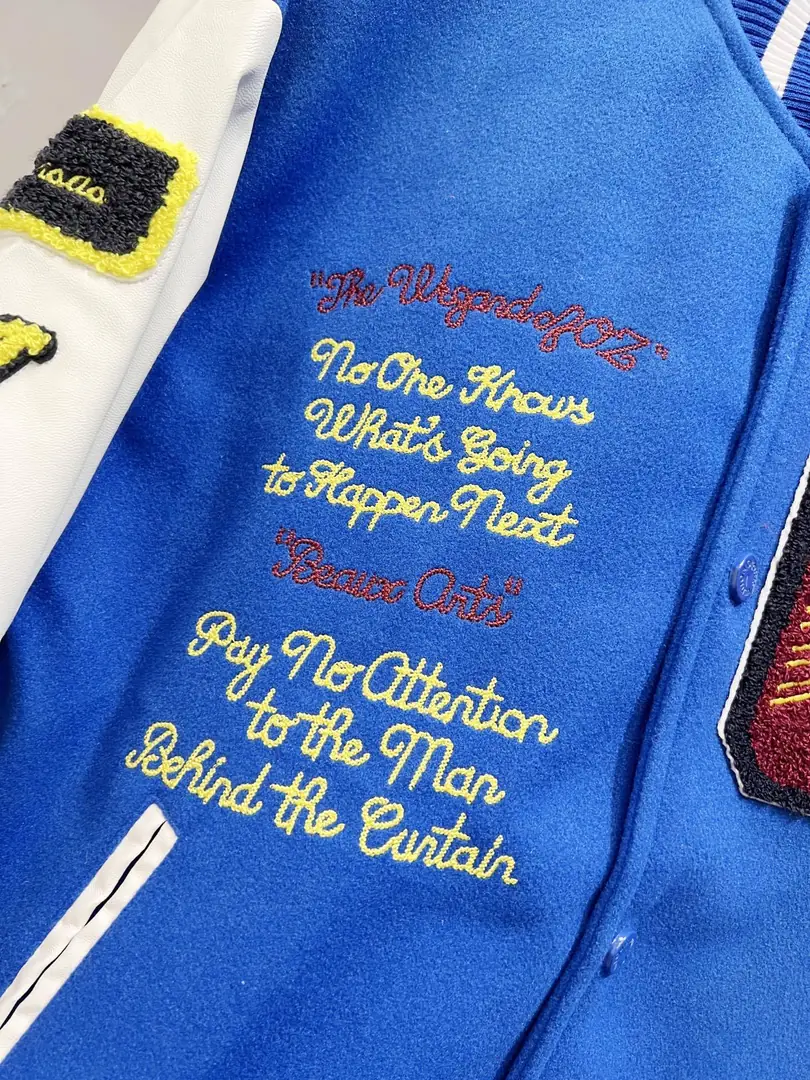 "The Wizard of OZ"
No One Knows
What's Going
to Happen Next
"Beaux Arts"
Pay No Attention
to the Man
Behind the Curtain